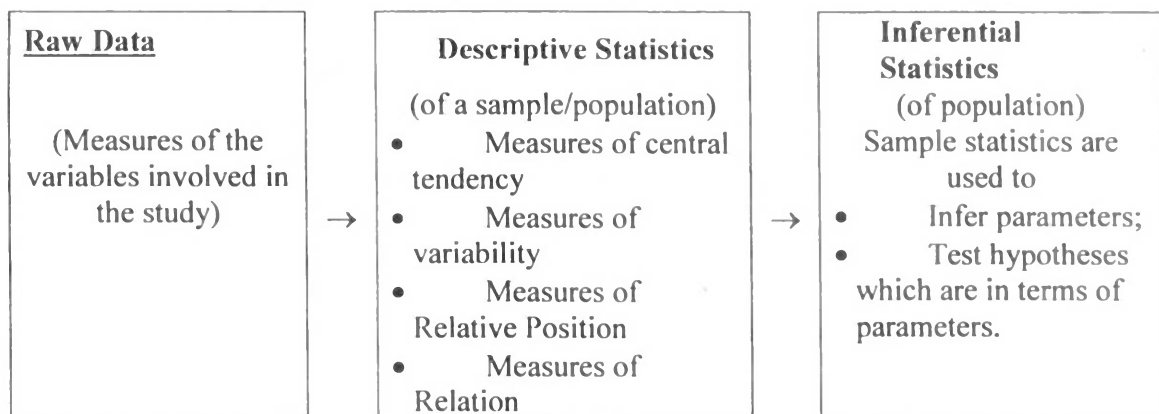 Raw Data
(Measures of the
variables involved in
the study)
→
Descriptive Statistics
(of a sample/population)
• Measures of central
tendency
• Measures of
variability
• Measures of
Relative Position
• Measures of
Relation
→
Inferential
Statistics
(of population)
Sample statistics are
used to
• Infer parameters;
• Test hypotheses
which are in terms of
parameters.